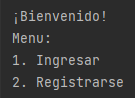 ¡Bienvenido!
Menu:
1. Ingresar
2. Registrarse